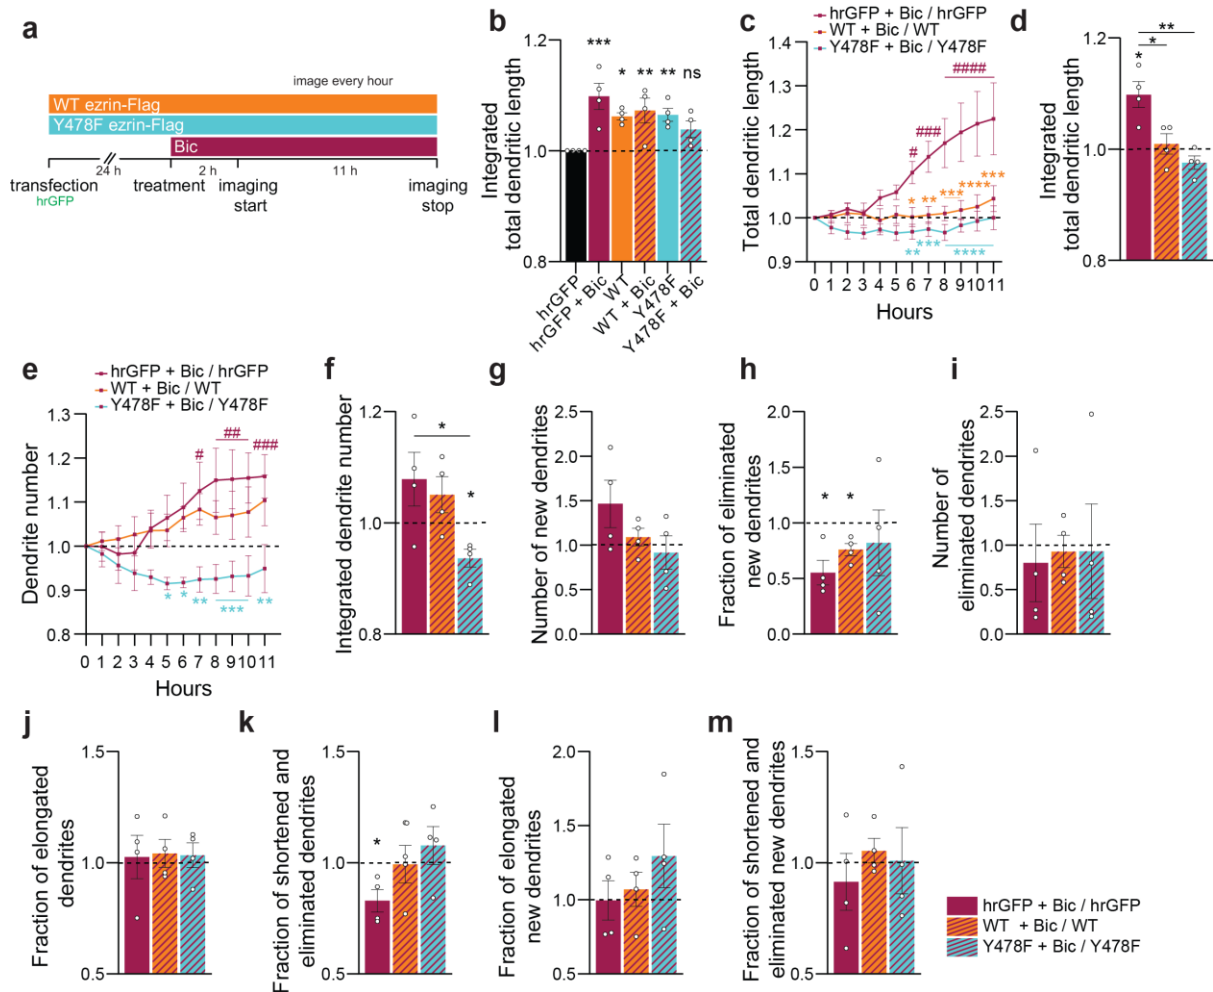 a
image every hour
WT ezrin-Flag
Y478F ezrin-Flag
Bic
24 h
2 h
11 h
transfection
hrGFP
treatment
imaging
start
imaging
stop
b
Integrated
total dendritic length
1.2
1.0
0.8
***
*
**
**
ns
hrGFP
hrGFP + Bic
WT
WT + Bic
Y478F
Y478F + Bic
c
hrGFP + Bic / hrGFP
WT + Bic / WT
Y478F + Bic / Y478F
Total dendritic length
1.4
1.3
1.2
1.1
1.0
0.9
#
###
####
*
**
***
****
***
**
***
****
0 1 2 3 4 5 6 7 8 9 10 11
Hours
d
Integrated
total dendritic length
1.2
1.0
0.8
**
*
*
e
hrGFP + Bic / hrGFP
WT + Bic / WT
Y478F + Bic / Y478F
Dendrite number
1.3
1.2
1.1
1.0
0.9
0.8
#
##
###
*
*
**
***
**
0 1 2 3 4 5 6 7 8 9 10 11
Hours
f
Integrated dendrite number
1.2
1.0
0.8
*
*
g
Number of new dendrites
2.5
2.0
1.5
1.0
0.5
0.0
h
Fraction of eliminated
new dendrites
2.0
1.5
1.0
0.5
0.0
*
*
i
Number of
eliminated dendrites
2.5
2.0
1.5
1.0
0.5
0.0
j
Fraction of elongated
dendrites
1.5
1.0
0.5
k
Fraction of shortened and
eliminated dendrites
1.5
1.0
0.5
*
l
Fraction of elongated
new dendrites
2.0
1.5
1.0
0.5
m
Fraction of shortened and
eliminated new dendrites
1.5
1.0
0.5
hrGFP + Bic / hrGFP
WT + Bic / WT
Y478F + Bic / Y478F